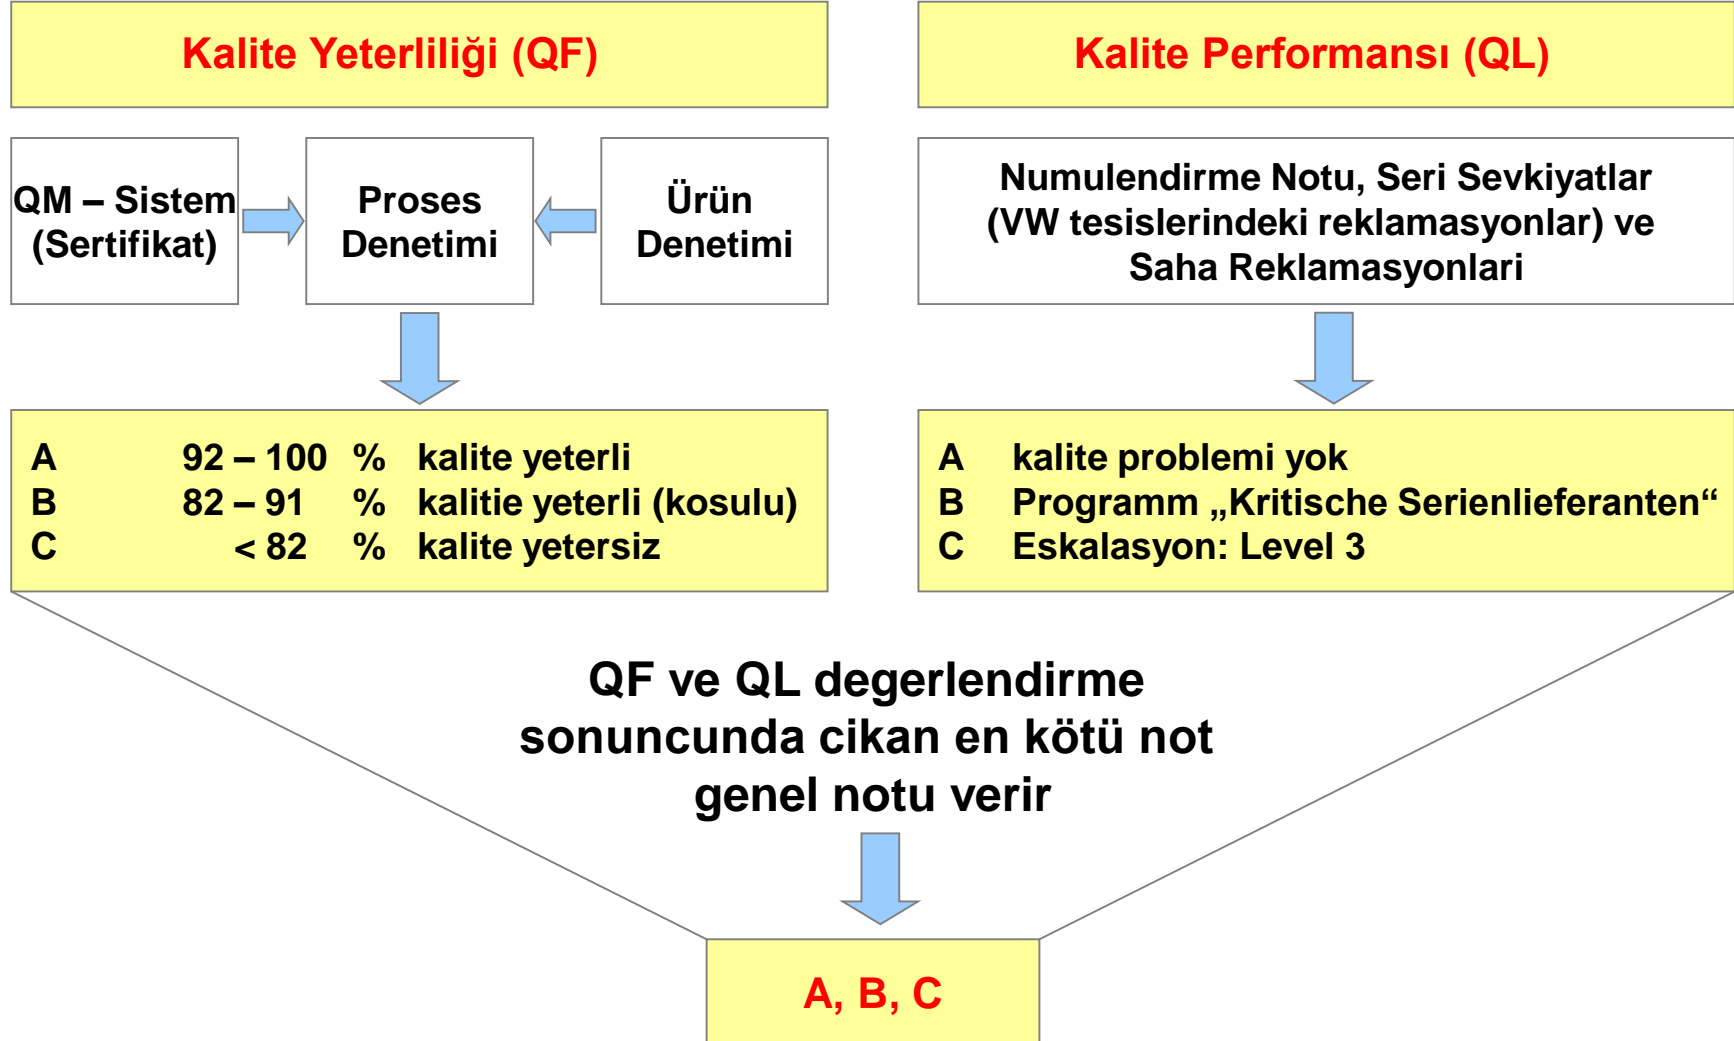 Kalite Yeterliliği (QF)
Kalite Performansı (QL)
QM – Sistem
(Sertifikat)
Proses
Denetimi
Ürün
Denetimi
Numulendirme Notu, Seri Sevkiyatlar
(VW tesislerindeki reklamasyonlar) ve
Saha Reklamasyonlari
A 92 – 100 % kalite yeterli
B 82 – 91 % kalitie yeterli (kosulu)
C < 82 % kalite yetersiz
A kalite problemi yok
B Programm „Kritische Serienlieferanten“
C Eskalasyon: Level 3
QF ve QL degerlendirme
sonuncunda cikan en kötü not
genel notu verir
A, B, C